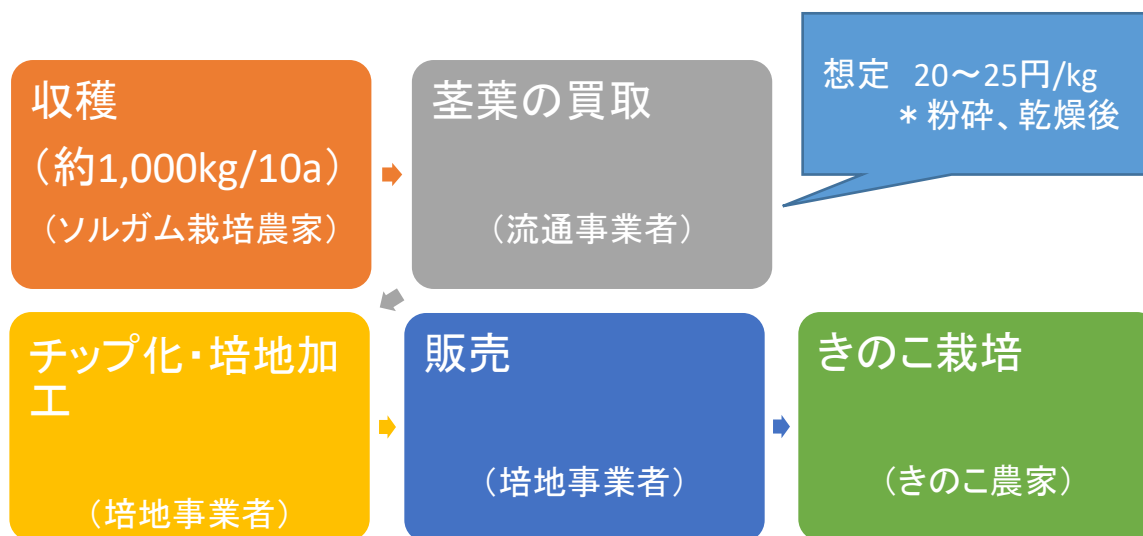 収穫
（約1,000kg/10a）
（ソルガム栽培農家）
茎葉の買取
（流通事業者）
想定 20～25円/kg
＊粉砕、乾燥後
チップ化・培地加
工
（培地事業者）
販売
（培地事業者）
きのこ栽培
（きのこ農家）